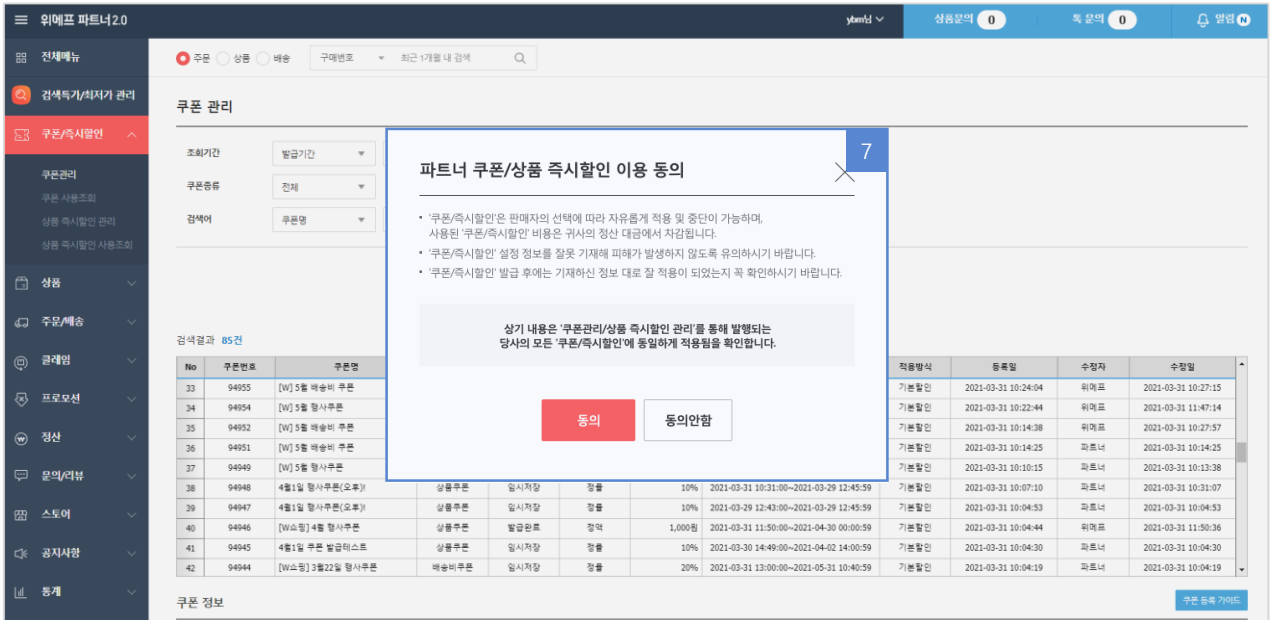 위메프 파트너 2.0
ybm님
상품문의 0
톡 문의 0
알림 N
전체메뉴
주문 상품 배송 구매번호 최근 1개월 내 검색
검색특가/최저가 관리
쿠폰/즉시할인
쿠폰관리
쿠폰 사용조회
상품 즉시할인 관리
상품 즉시할인 사용조회
상품
주문/배송
클레임
프로모션
정산
문의/리뷰
스토어
공지사항
통계
쿠폰 관리
조회기간 발급기간
쿠폰종류 전체
검색어 쿠폰명
7
파트너 쿠폰/상품 즉시할인 이용 동의
• '쿠폰/즉시할인'은 판매자의 선택에 따라 자유롭게 적용 및 중단이 가능하며,
사용된 '쿠폰/즉시할인' 비용은 귀사의 정산 대금에서 차감됩니다.
• '쿠폰/즉시할인' 설정 정보를 잘못 기재해 피해가 발생하지 않도록 유의하시기 바랍니다.
• '쿠폰/즉시할인' 발급 후에는 기재하신 정보 대로 잘 적용이 되었는지 꼭 확인하시기 바랍니다.
상기 내용은 '쿠폰관리/상품 즉시할인 관리'를 통해 발행되는
당사의 모든 '쿠폰/즉시할인'에 동일하게 적용됨을 확인합니다.
동의 동의안함
검색결과 85건
No 쿠폰번호 쿠폰명 적용방식 등록일 수정자 수정일
33 94955 [W] 5월 배송비 쿠폰 기본할인 2021-03-31 10:24:04 위메프 2021-03-31 10:27:15
34 94954 [W] 5월 행사쿠폰 기본할인 2021-03-31 10:22:44 위메프 2021-03-31 11:47:14
35 94952 [W] 5월 배송비 쿠폰 기본할인 2021-03-31 10:14:38 위메프 2021-03-31 10:27:57
36 94951 [W] 5월 배송비 쿠폰 기본할인 2021-03-31 10:14:25 파트너 2021-03-31 10:14:25
37 94949 [W] 5월 행사쿠폰 기본할인 2021-03-31 10:10:15 파트너 2021-03-31 10:13:38
38 94948 4월1일 행사쿠폰(오후)! 상품쿠폰 임시저장 정률 10% 2021-03-31 10:31:00~2021-03-29 12:45:59 기본할인 2021-03-31 10:07:10 파트너 2021-03-31 10:31:07
39 94947 4월1일 행사쿠폰(오후)! 상품쿠폰 임시저장 정률 10% 2021-03-29 12:43:00~2021-03-29 12:45:59 기본할인 2021-03-31 10:04:53 파트너 2021-03-31 10:04:53
40 94946 [W쇼핑] 4월 행사쿠폰 상품쿠폰 발급완료 정액 1,000원 2021-03-31 11:50:00~2021-04-30 00:00:59 기본할인 2021-03-31 10:04:44 위메프 2021-03-31 11:50:36
41 94945 4월1일 쿠폰 발급테스트 상품쿠폰 임시저장 정률 10% 2021-03-30 14:49:00~2021-04-02 14:00:59 기본할인 2021-03-31 10:04:30 파트너 2021-03-31 10:04:30
42 94944 [W쇼핑] 3월22일 행사쿠폰 배송비쿠폰 임시저장 정률 20% 2021-03-31 13:00:00~2021-05-31 10:40:59 기본할인 2021-03-31 10:04:19 파트너 2021-03-31 10:04:19
쿠폰 정보
쿠폰 등록 가이드